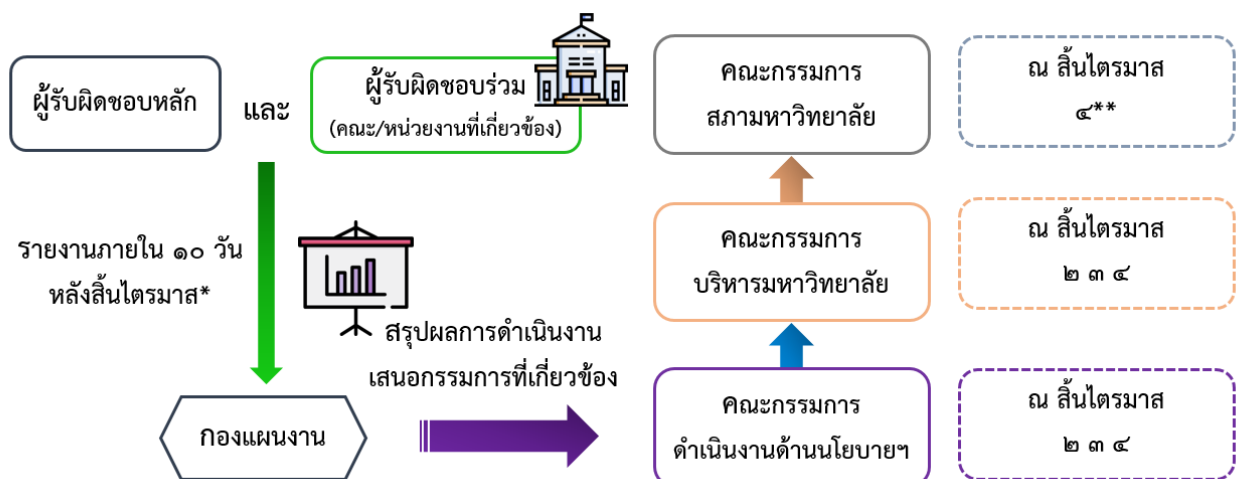 ผู้รับผิดชอบหลัก
และ
ผู้รับผิดชอบร่วม
(คณะ/หน่วยงานที่เกี่ยวข้อง)
รายงานภายใน ๑๐ วัน
หลังสิ้นไตรมาส*
สรุปผลการดำเนินงาน
เสนอกรรมการที่เกี่ยวข้อง
กองแผนงาน
คณะกรรมการ
สภามหาวิทยาลัย
ณ สิ้นไตรมาส
๔**
คณะกรรมการ
บริหารมหาวิทยาลัย
ณ สิ้นไตรมาส
๒ ๓ ๔
คณะกรรมการ
ดำเนินงานด้านนโยบายฯ
ณ สิ้นไตรมาส
๒ ๓ ๔